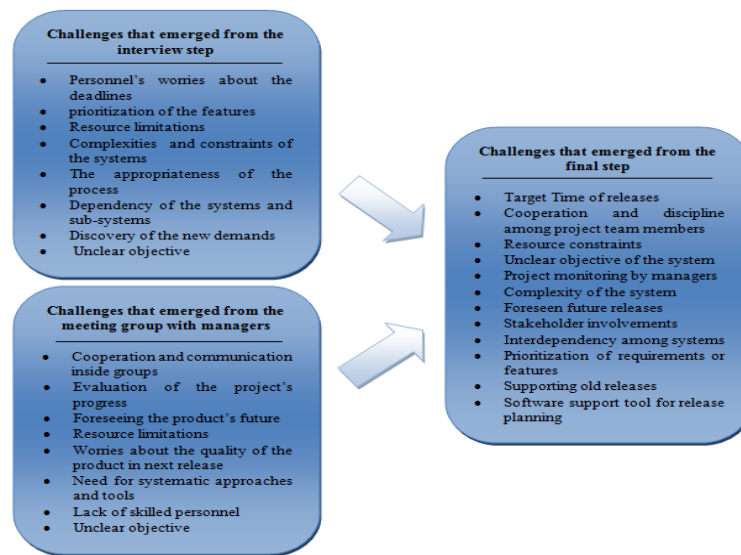 Challenges that emerged from the
interview step
• Personnel's worries about the
deadlines
• prioritization of the features
• Resource limitations
• Complexities and constraints of
the systems
• The appropriateness of the
process
• Dependency of the systems and
sub-systems
• Discovery of the new demands
• Unclear objective
Challenges that emerged from the
meeting group with managers
• Cooperation and communication
inside groups
• Evaluation of the project's
progress
• Foreseeing the product's future
• Resource limitations
• Worries about the quality of the
product in next release
• Need for systematic approaches
and tools
• Lack of skilled personnel
• Unclear objective
Challenges that emerged from the
final step
• Target Time of releases
• Cooperation and discipline
among project team members
• Resource constraints
• Unclear objective of the system
• Project monitoring by managers
• Complexity of the system
• Foreseen future releases
• Stakeholder involvements
• Interdependency among systems
• Prioritization of requirements or
features
• Supporting old releases
• Software support tool for release
planning